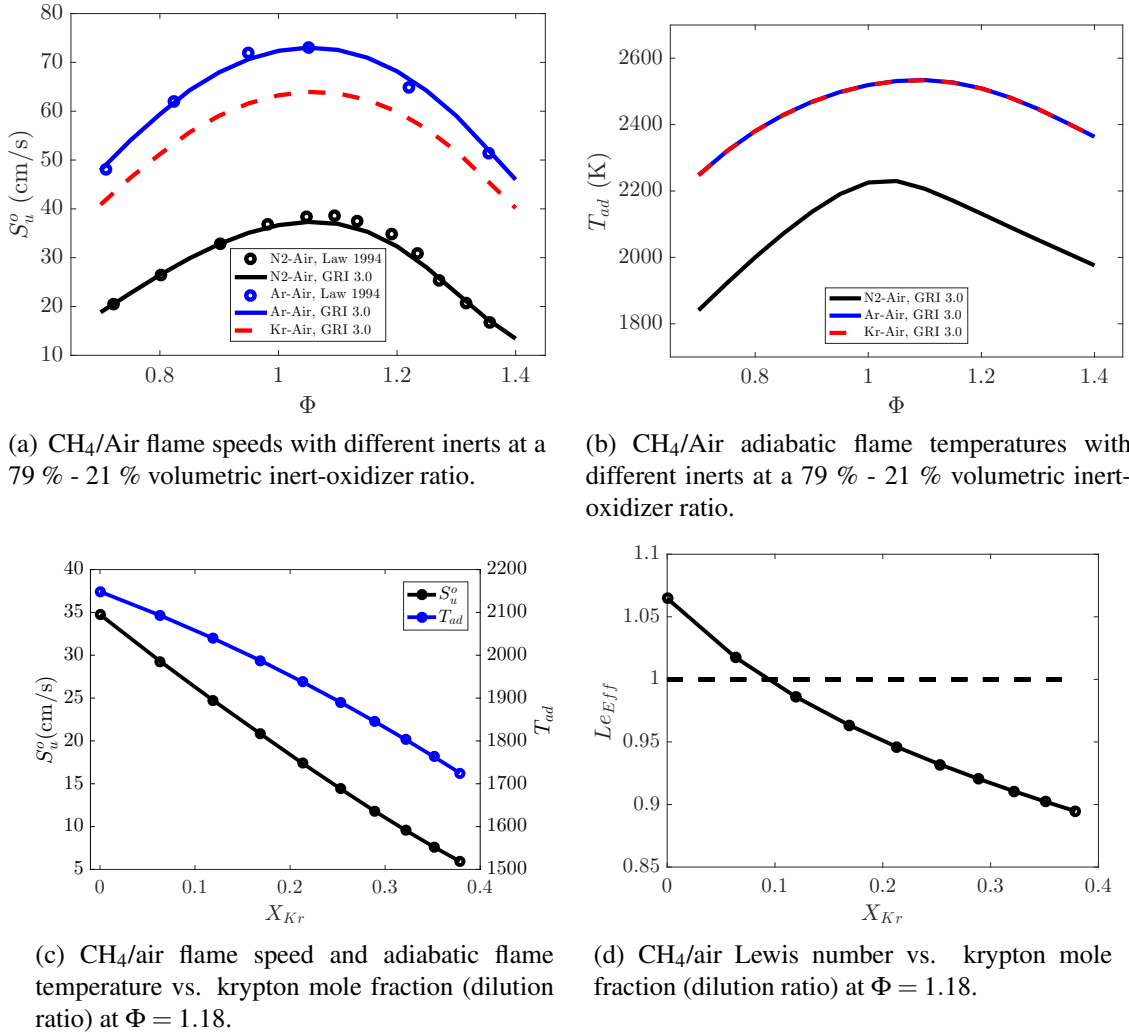 80
70
60
50
40
30
20
10
S_u^o (cm/s)
N2-Air, Law 1994
N2-Air, GRI 3.0
Ar-Air, Law 1994
Ar-Air, GRI 3.0
Kr-Air, GRI 3.0
0.8 1 1.2 1.4
Φ
2600
2400
2200
2000
1800
T_ad (K)
N2-Air, GRI 3.0
Ar-Air, GRI 3.0
Kr-Air, GRI 3.0
0.8 1 1.2 1.4
Φ
(a) CH₄/Air flame speeds with different inerts at a
79 % - 21 % volumetric inert-oxidizer ratio.
(b) CH₄/Air adiabatic flame temperatures with
different inerts at a 79 % - 21 % volumetric inert-
oxidizer ratio.
40
35
30
25
20
15
10
5
S_u^o(cm/s)
S_u^o
T_ad
2200
2100
2000
1900
1800
1700
1600
1500
T_ad
0 0.1 0.2 0.3 0.4
X_Kr
1.1
1.05
1
0.95
0.9
0.85
Le_Eff
0 0.1 0.2 0.3 0.4
X_Kr
(c) CH₄/air flame speed and adiabatic flame
temperature vs. krypton mole fraction (dilution
ratio) at Φ = 1.18.
(d) CH₄/air Lewis number vs. krypton mole
fraction (dilution ratio) at Φ = 1.18.